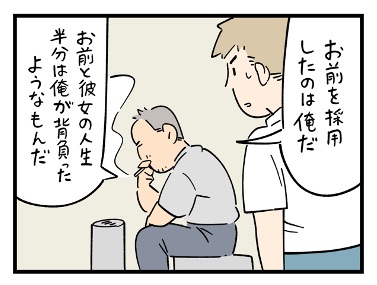 お前を採用
したのは俺だ
お前と彼女の人生
半分は俺が背負った
ようなもんだ